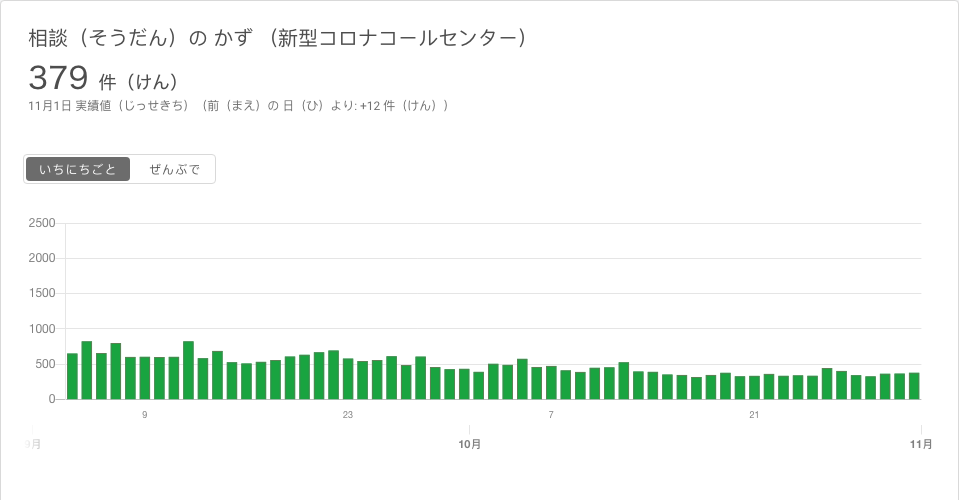 相談（そうだん）の かず （新型コロナコールセンター）
379 件（けん）
11月1日 実績値（じっせきち）（前（まえ）の 日（ひ）より: +12 件（けん））
いちにちごと ぜんぶで
2500
2000
1500
1000
500
0
9 23 7 21
月 10月 11月